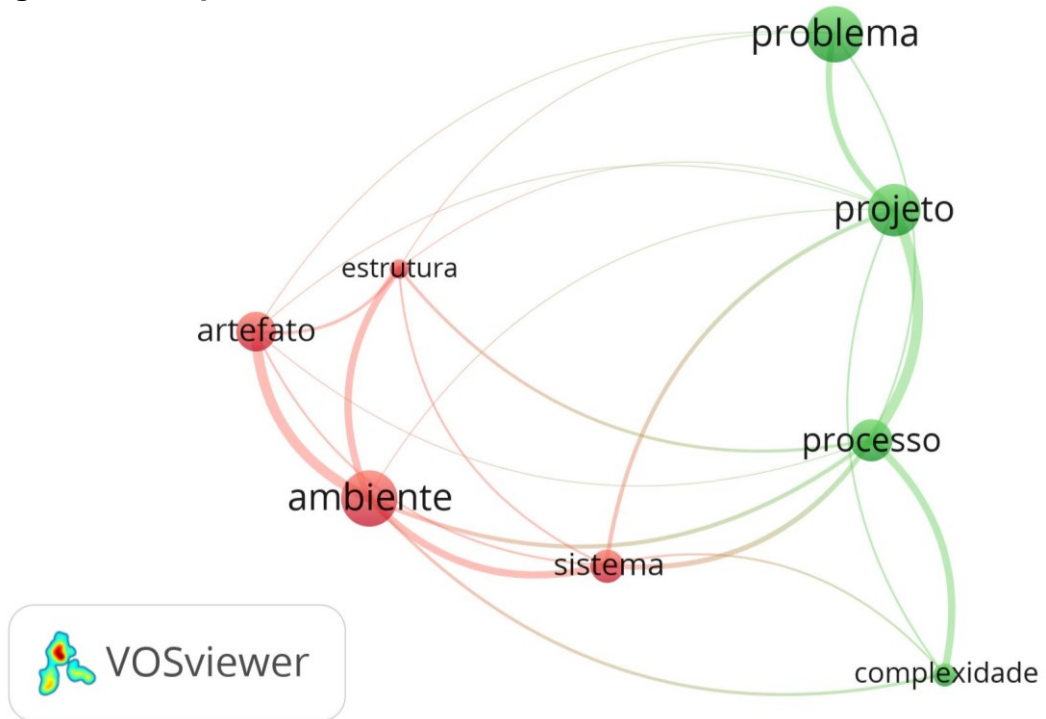 problema
projeto
estrutura
artefato
processo
ambiente
sistema
VOSviewer
complexidade